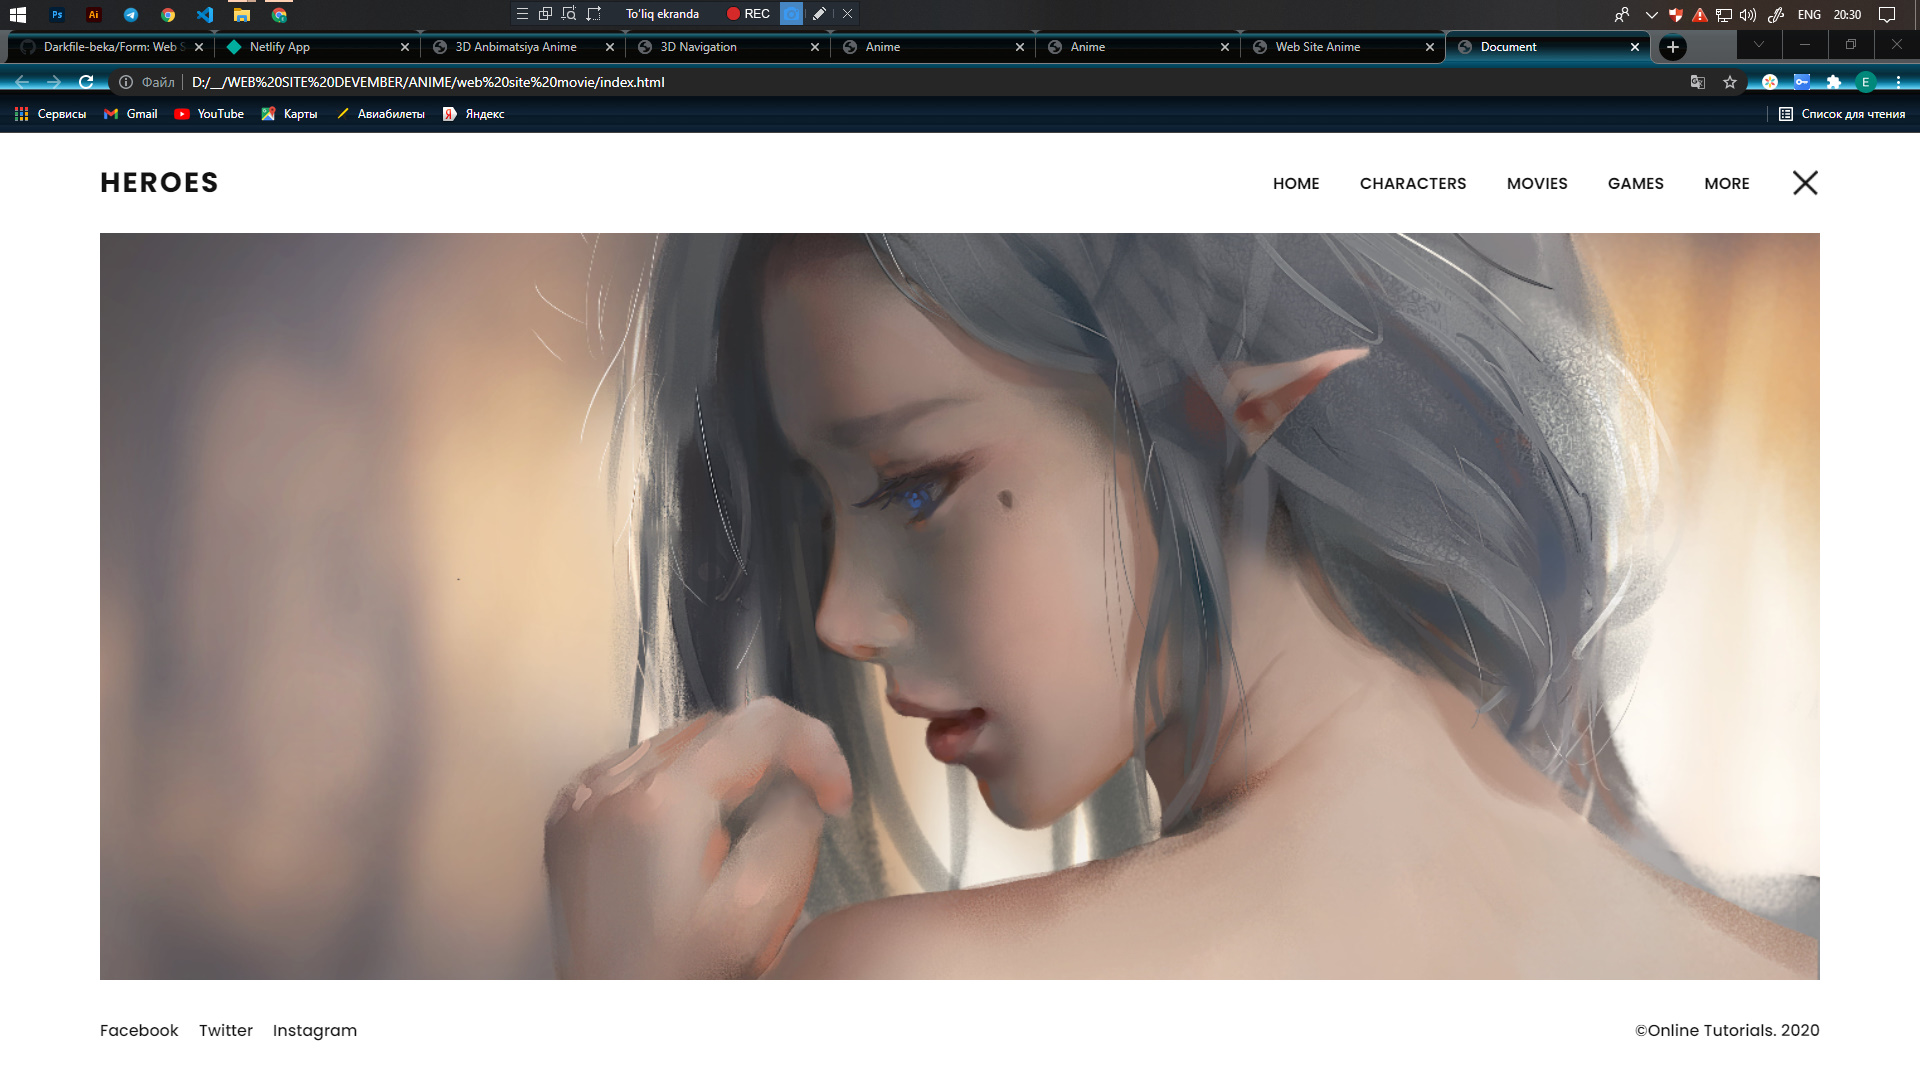 Ps Ai To'liq ekranda REC ENG 20:30
Darkfile-beka/Form: Web S Netlify App 3D Anbimatsiya Anime 3D Navigation Anime Anime Web Site Anime Document
Файл D:/__/WEB%20SITE%20DEVEMBER/ANIME/web%20site%20movie/index.html E
Сервисы Gmail YouTube Карты Авиабилеты Я Яндекс Список для чтения
HEROES HOME CHARACTERS MOVIES GAMES MORE
Facebook Twitter Instagram ©Online Tutorials. 2020